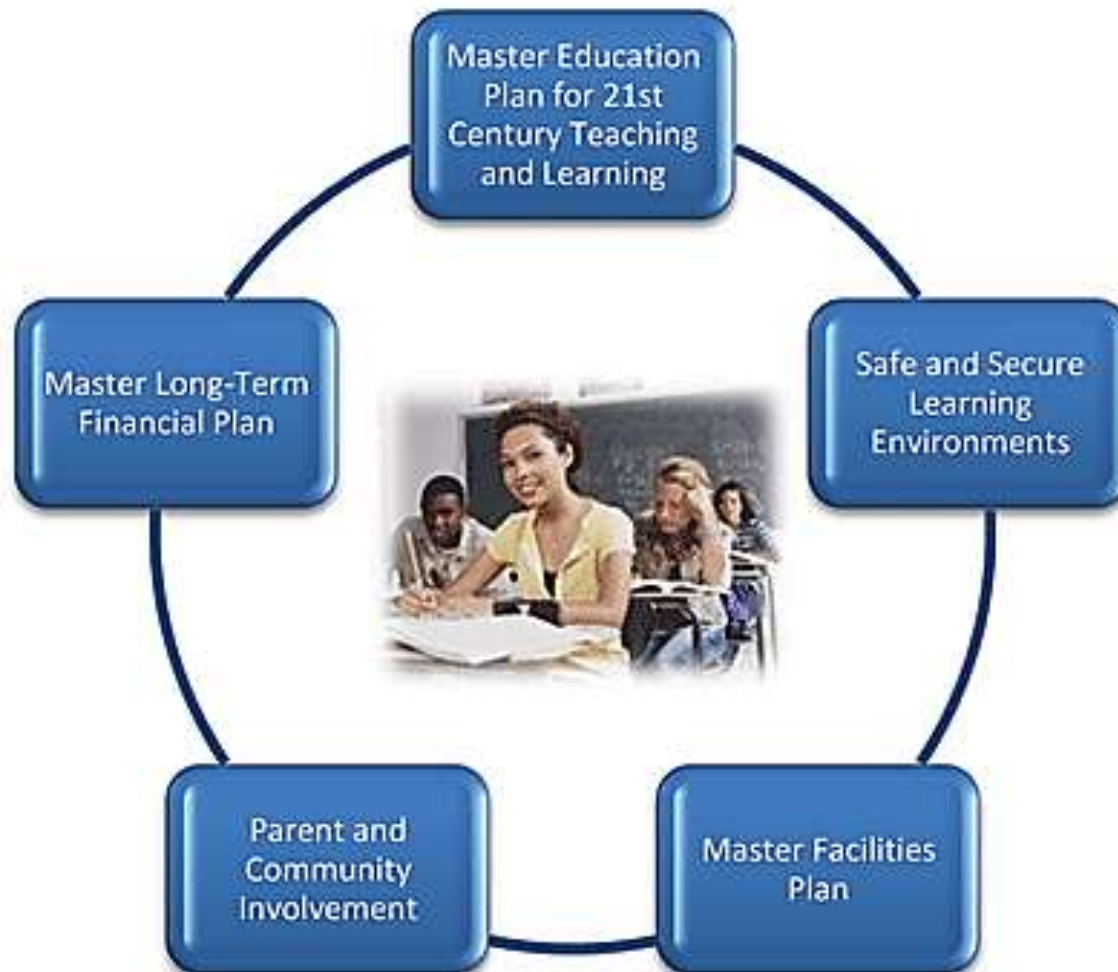 Master Education
Plan for 21st
Century Teaching
and Learning
Safe and Secure
Learning
Environments
Master Facilities
Plan
Parent and
Community
Involvement
Master Long-Term
Financial Plan